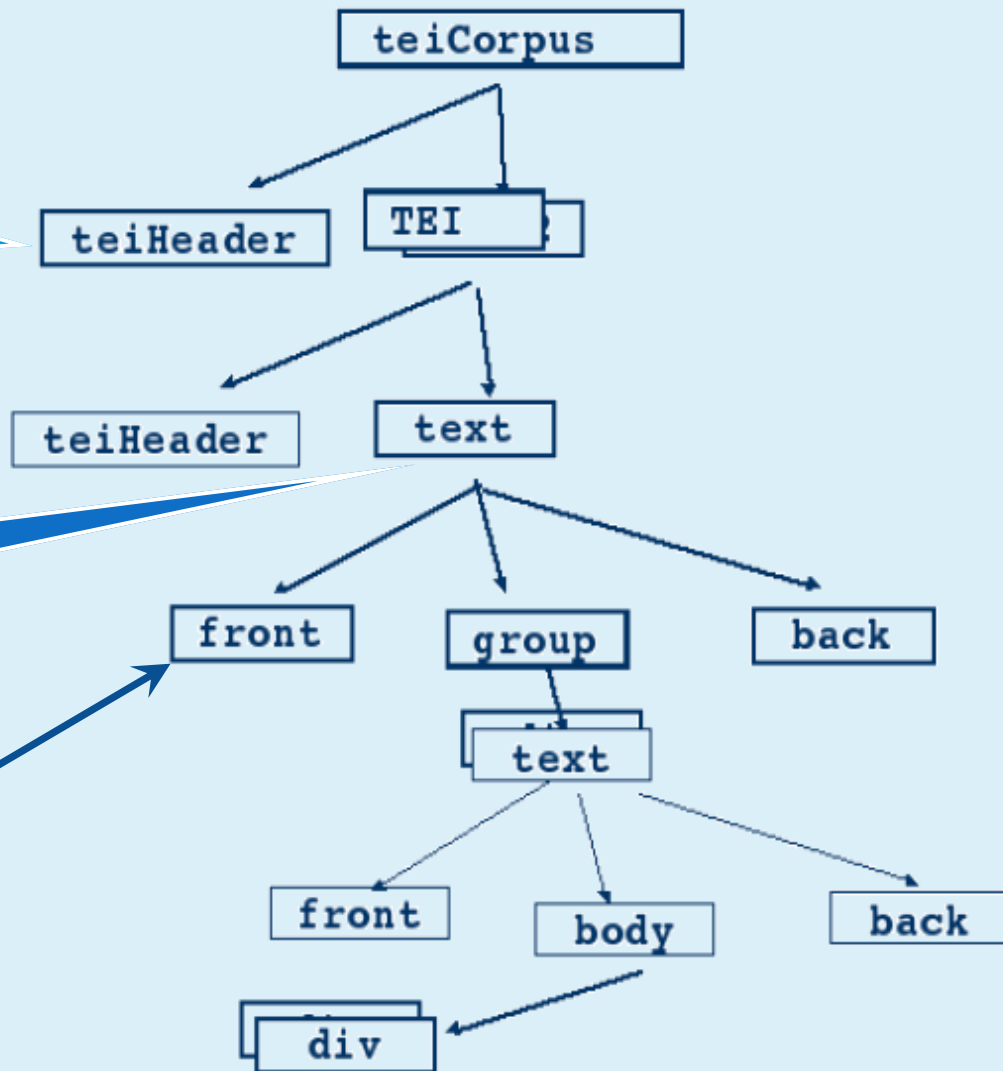 teiCorpus
teiHeader
TEI
teiHeader
text
front
group
back
text
front
body
back
div